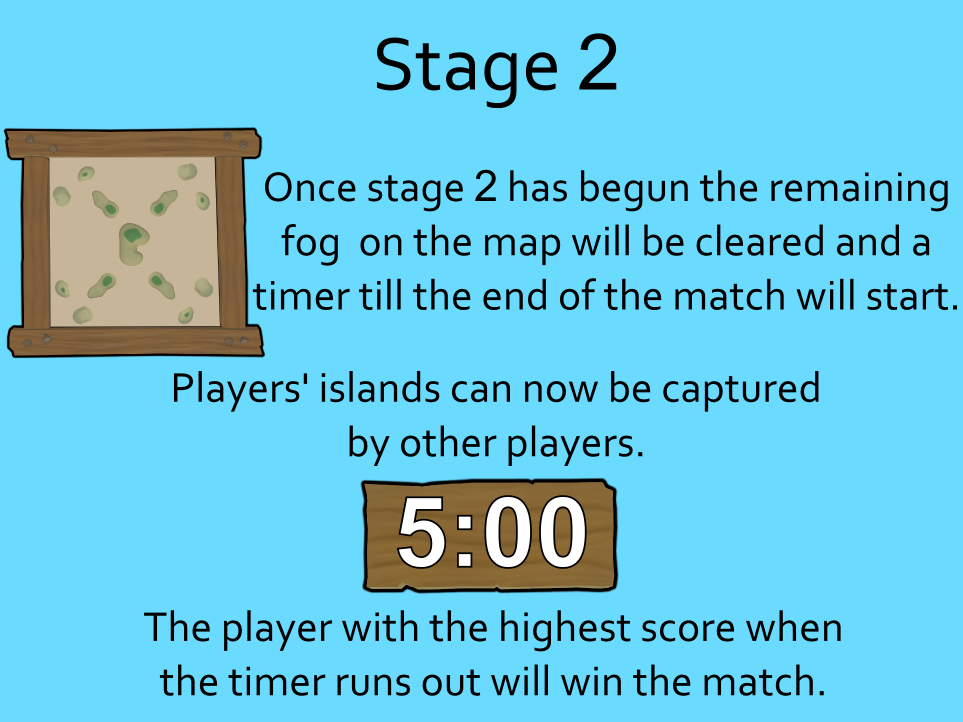 Stage 2
Once stage 2 has begun the remaining
fog on the map will be cleared and a
timer till the end of the match will start.
Players' islands can now be captured
by other players.
5:00
The player with the highest score when
the timer runs out will win the match.